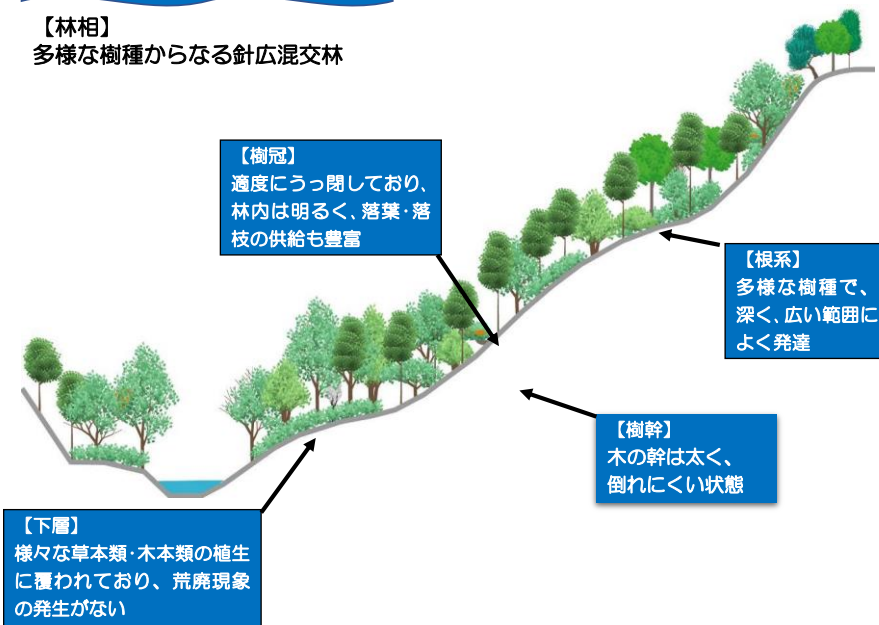 【林相】
多様な樹種からなる針広混交林
【樹冠】
適度にうっ閉しており、
林内は明るく、落葉・落
枝の供給も豊富
【根系】
多様な樹種で、
深く、広い範囲に
よく発達
【樹幹】
木の幹は太く、
倒れにくい状態
【下層】
様々な草本類・木本類の植生
に覆われており、荒廃現象
の発生がない